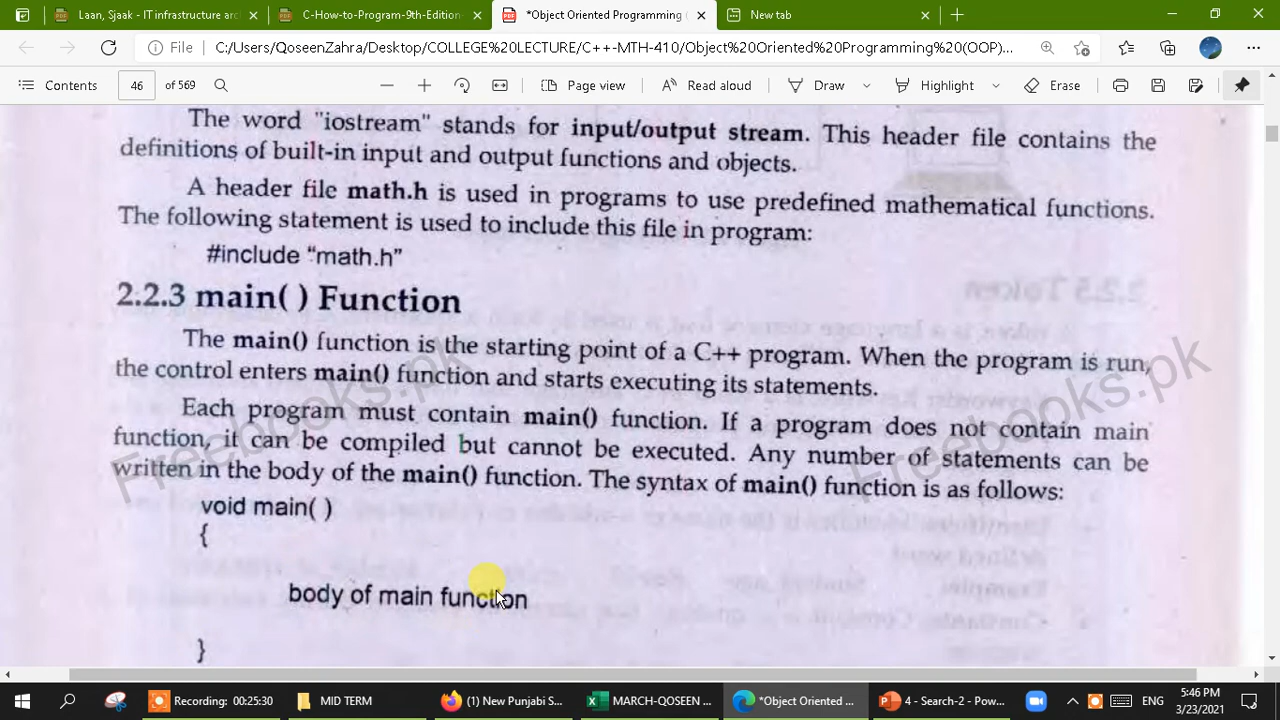 Laan, Sjaak - IT infrastructure arc
C-How-to-Program-9th-Edition-
*Object Oriented Programming (
New tab
File
C:/Users/QoseenZahra/Desktop/COLLEGE%20LECTURE/C++-MTH-410/Object%20Oriented%20Programming%20(OOP)...
Contents
46
of 569
Page view
Read aloud
Draw
Highlight
Erase
The word "iostream" stands for input/output stream. This header file contains the
definitions of built-in input and output functions and objects.
A header file math.h is used in programs to use predefined mathematical functions.
The following statement is used to include this file in program:
#include "math.h"
2.2.3 main( ) Function
The main() function is the starting point of a C++ program. When the program is run,
the control enters main() function and starts executing its statements.
Each program must contain main() function. If a program does not contain main
function, it can be compiled but cannot be executed. Any number of statements can be
written in the body of the main() function. The syntax of main() function is as follows:
void main( )
{
body of main function
}
Freebooks.pk
Freebooks.pk
Recording: 00:25:30
MID TERM
(1) New Punjabi S...
MARCH-QOSEEN ...
*Object Oriented ...
4 - Search-2 - Pow...
ENG
5:46 PM
3/23/2021